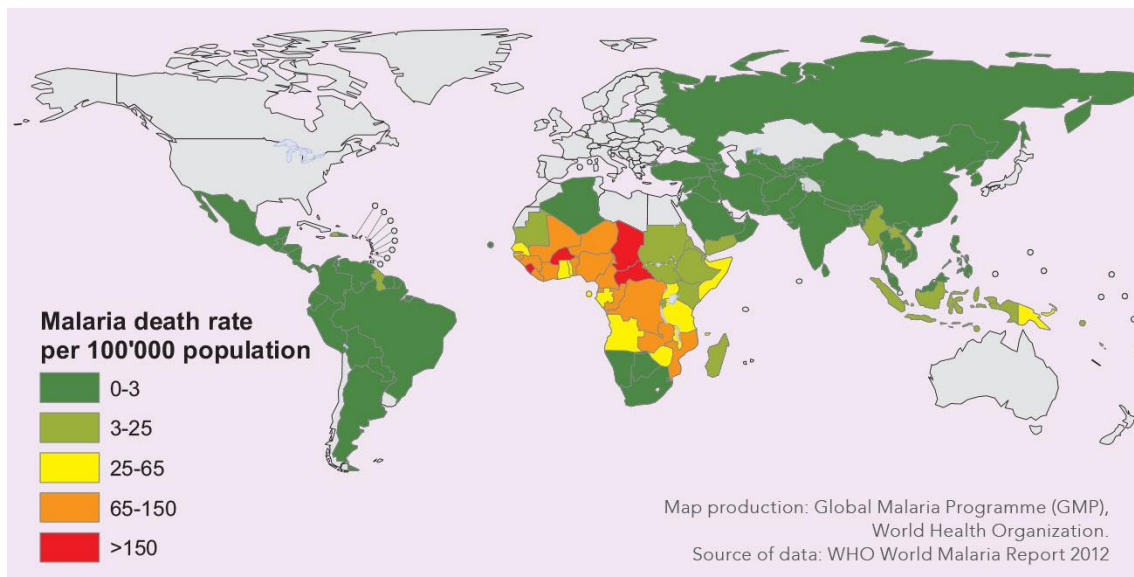 Malaria death rate
per 100'000 population
0-3
3-25
25-65
65-150
>150
Map production: Global Malaria Programme (GMP),
World Health Organization.
Source of data: WHO World Malaria Report 2012